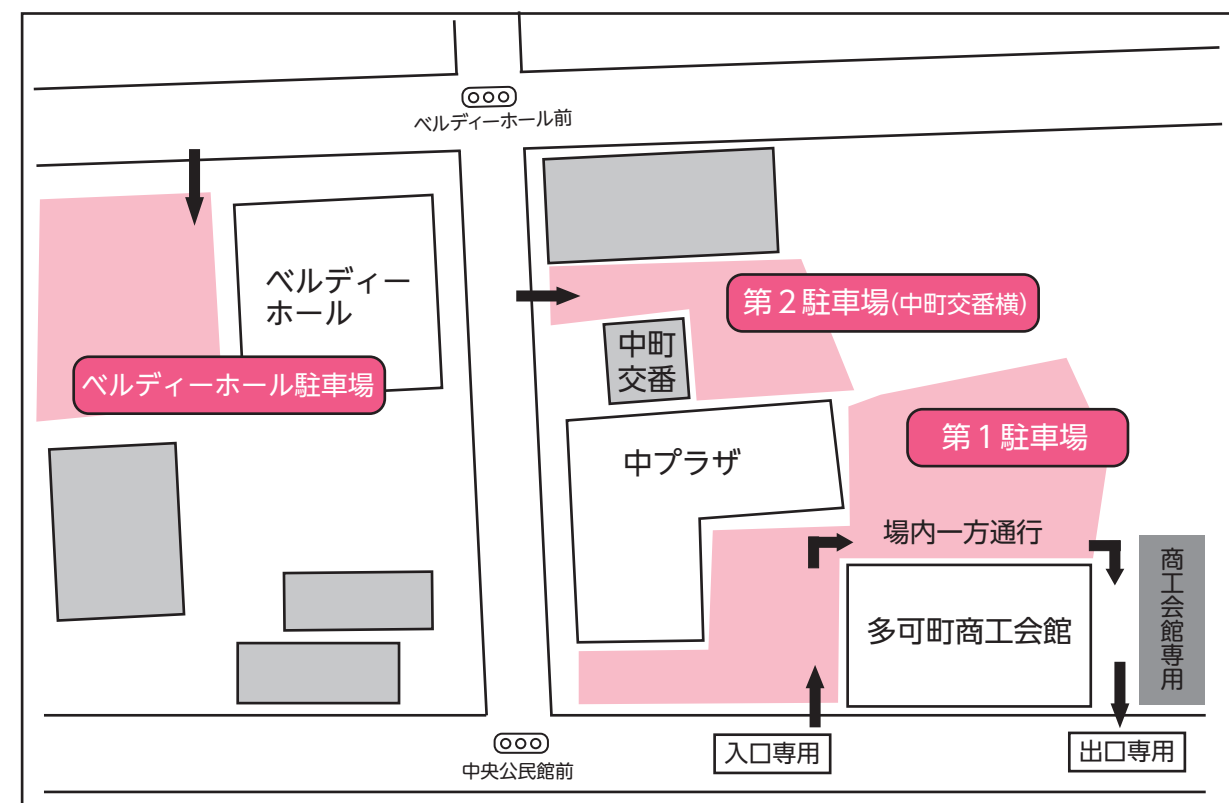 ベルディーホール前
ベルディー
ホール
第2駐車場(中町交番横)
中町
交番
ベルディーホール駐車場
第1駐車場
中プラザ
場内一方通行
商工会館専用
多可町商工会館
入口専用
出口専用
中央公民館前